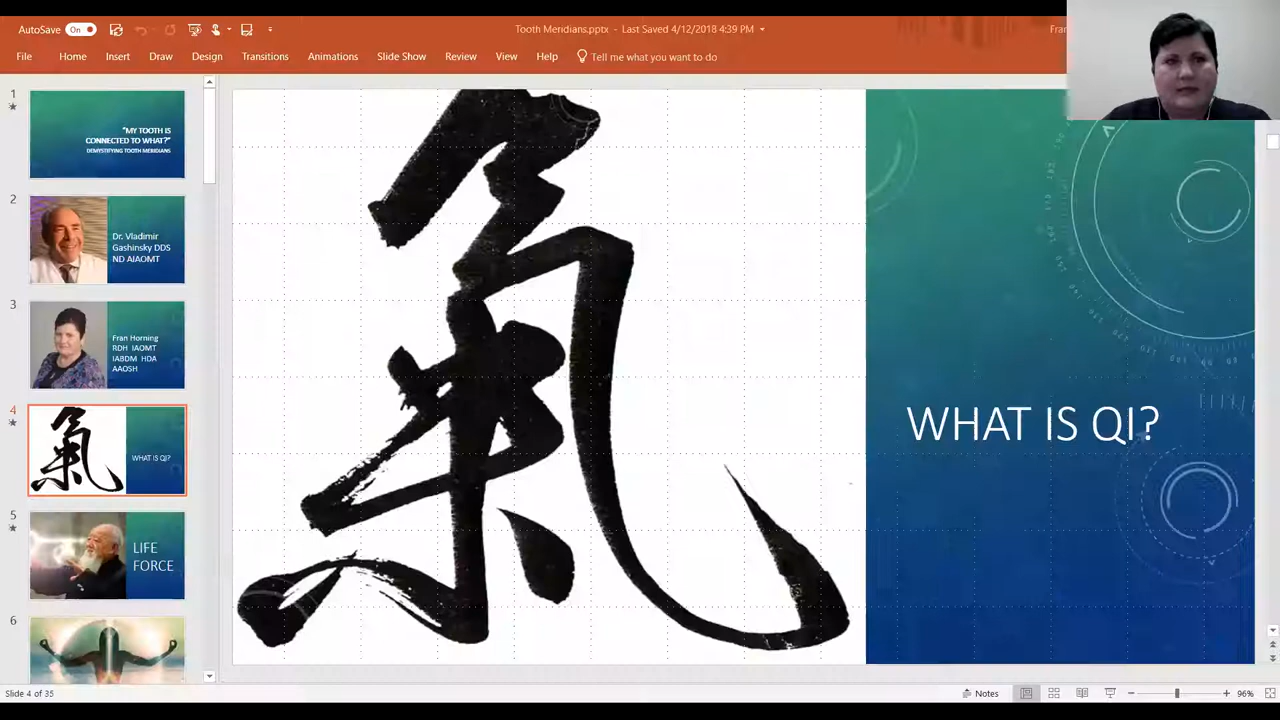 AutoSave On
Tooth Meridians.pptx - Last Saved 4/12/2018 4:39 PM
Fran
File Home Insert Draw Design Transitions Animations Slide Show Review View Help Tell me what you want to do
1
"MY TOOTH IS
CONNECTED TO WHAT?"
DEMYSTIFYING TOOTH MERIDIANS
2
Dr. Vladimir
Gashinsky DDS
ND AIAOMT
3
Fran Horning
RDH IAOMT
IABDM HDA
AAOSH
4
氣
WHAT IS QI?
5
LIFE
FORCE
6
氣
WHAT IS QI?
Slide 4 of 35
Notes
96%